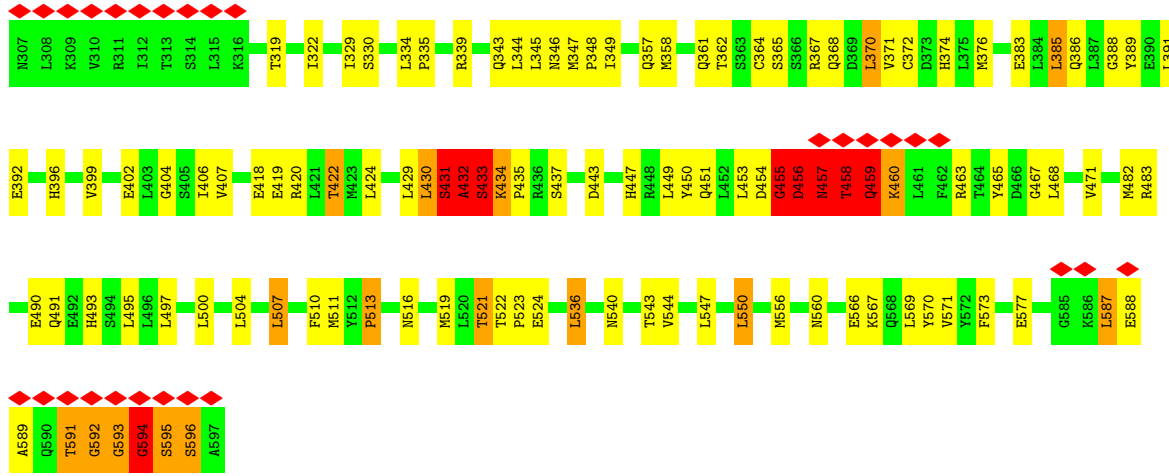 N307 L308 K309 V310 R311 I312 T313 S314 L315 K316 T319 I322 I329 S330 L334 P335 R339 Q343 L344 L345 N346 M347 P348 I349 Q357 M358 Q361 T362 S363 C364 S365 S366 R367 Q368 D369 L370 V371 C372 D373 H374 L375 M376 E383 L384 L385 Q386 L387 G388 Y389 E390 L391
E392 H396 V399 E402 L403 G404 S405 I406 V407 E418 E419 R420 L421 T422 M423 L424 L429 L430 S431 A432 S433 K434 P435 R436 S437 D443 H447 R448 L449 Y450 Q451 L452 L453 D454 G455 D456 N457 T458 Q459 K460 L461 F462 R463 T464 Y465 D466 G467 L468 V471 M482 R483
E490 Q491 E492 H493 S494 L495 L496 L497 L500 L504 L507 F510 M511 Y512 P513 N516 M519 L520 T521 T522 P523 E524 L536 N540 T543 V544 L547 L550 M556 N560 E566 K567 Q568 L569 Y570 V571 Y572 F573 E577 G585 K586 L587 E588
A589 Q590 T591 G592 G593 G594 S595 S596 A597